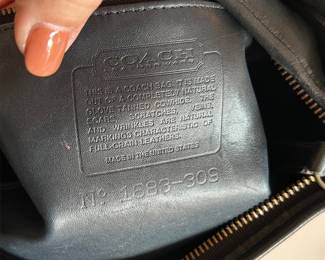 COACH
THIS IS A COACH BAG. IT IS MADE
OUT OF A COMPLETELY NATURAL
GLOVE TANNED COWHIDE. THE
SCARS, SCRATCHES, VEINS,
AND WRINKLES ARE NATURAL
MARKINGS CHARACTERISTIC OF
FULL-GRAIN LEATHERS.
MADE IN THE UNITED STATES
Nº 1683-309